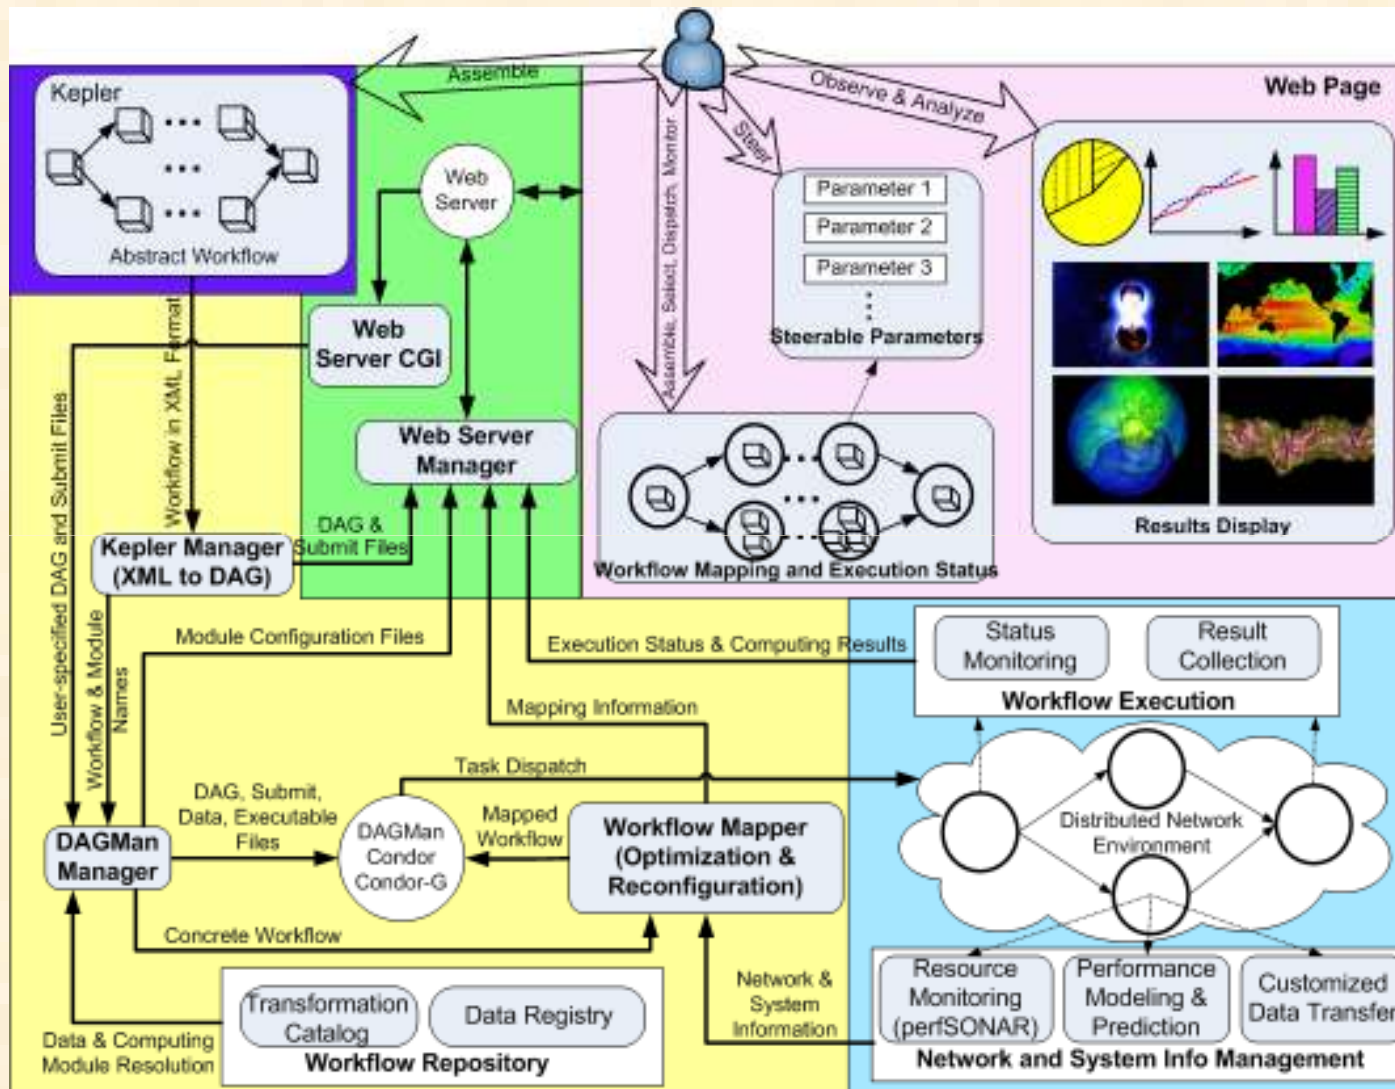 Assemble
Observe & Analyze
Web Page
Kepler
Abstract Workflow
Steer
Assemble, Select, Dispatch, Monitor
Web
Server
Parameter 1
Parameter 2
Parameter 3
Steerable Parameters
Web
Server CGI
Workflow in XML Format
User-specified DAG and Submit Files
Web Server
Manager
Results Display
Workflow Mapping and Execution Status
DAG &
Submit Files
Kepler Manager
(XML to DAG)
Workflow & Module
Names
Module Configuration Files
Execution Status & Computing Results
Status
Monitoring
Result
Collection
Workflow Execution
Mapping Information
Task Dispatch
DAG, Submit,
Data, Executable
Files
DAGMan
Manager
DAGMan
Condor
Condor-G
Mapped
Workflow
Workflow Mapper
(Optimization &
Reconfiguration)
Distributed Network
Environment
Concrete Workflow
Network &
System
Information
Transformation
Catalog
Data Registry
Workflow Repository
Data & Computing
Module Resolution
Resource
Monitoring
(perfSONAR)
Performance
Modeling &
Prediction
Customized
Data Transfer
Network and System Info Management